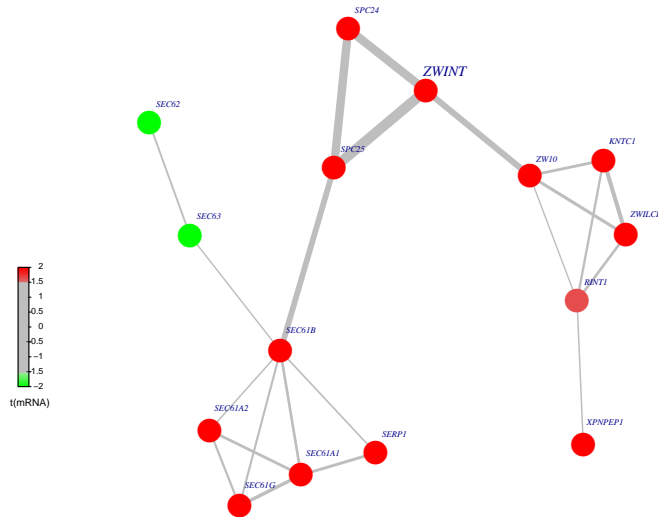 SPC24
ZWINT
SEC62
SPC25
ZW10
KNTC1
ZWILCH
SEC63
RINT1
SEC61B
SEC61A2
SERP1
SEC61A1
SEC61G
XPNPEP1
2
1.5
1
0.5
0
−0.5
−1
−1.5
−2
t(mRNA)